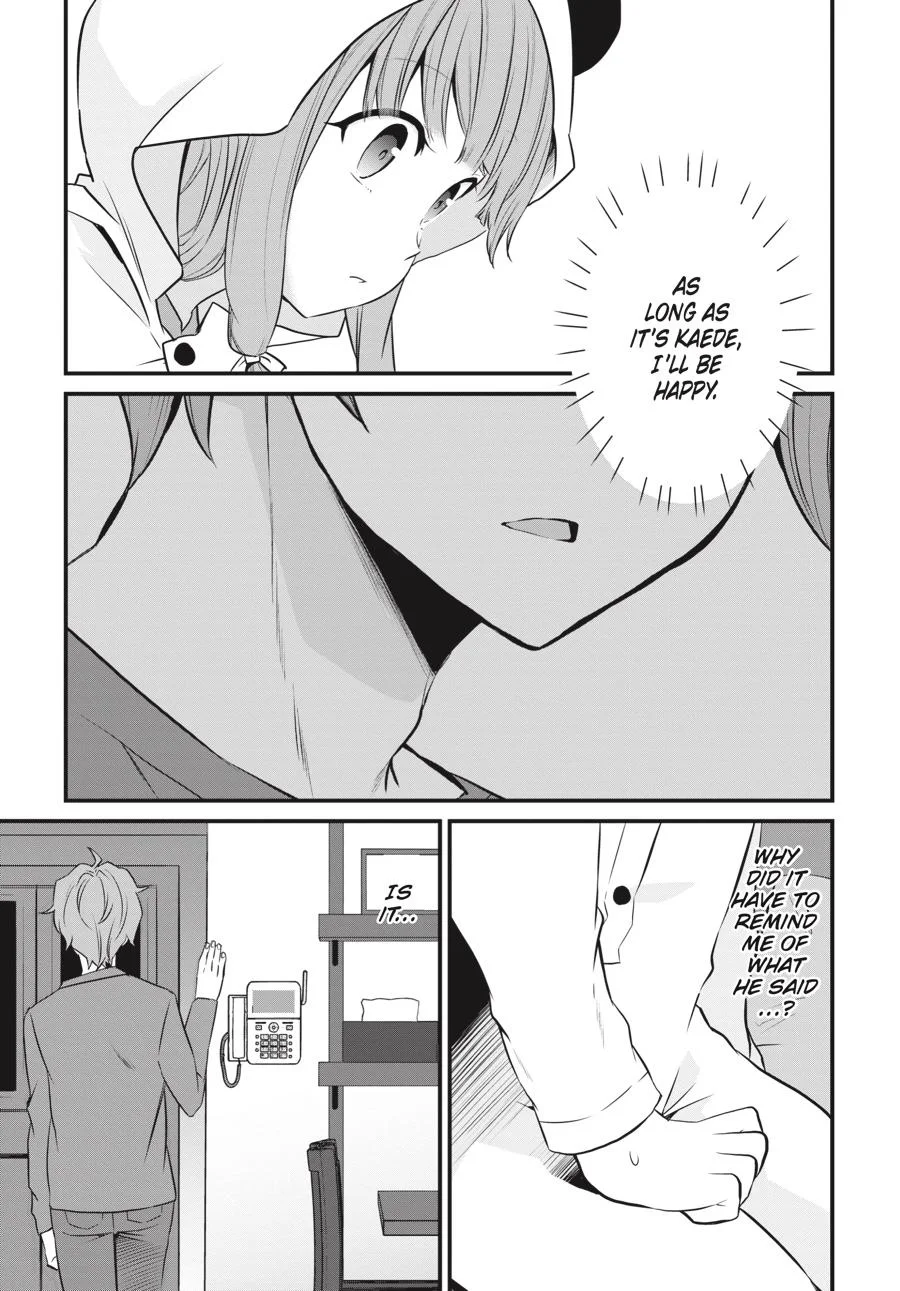 AS
LONG AS
IT'S KAEDE,
I'LL BE
HAPPY.
WHY
DID IT
HAVE TO
REMIND
ME OF
WHAT
HE SAID
...?
IS
IT...